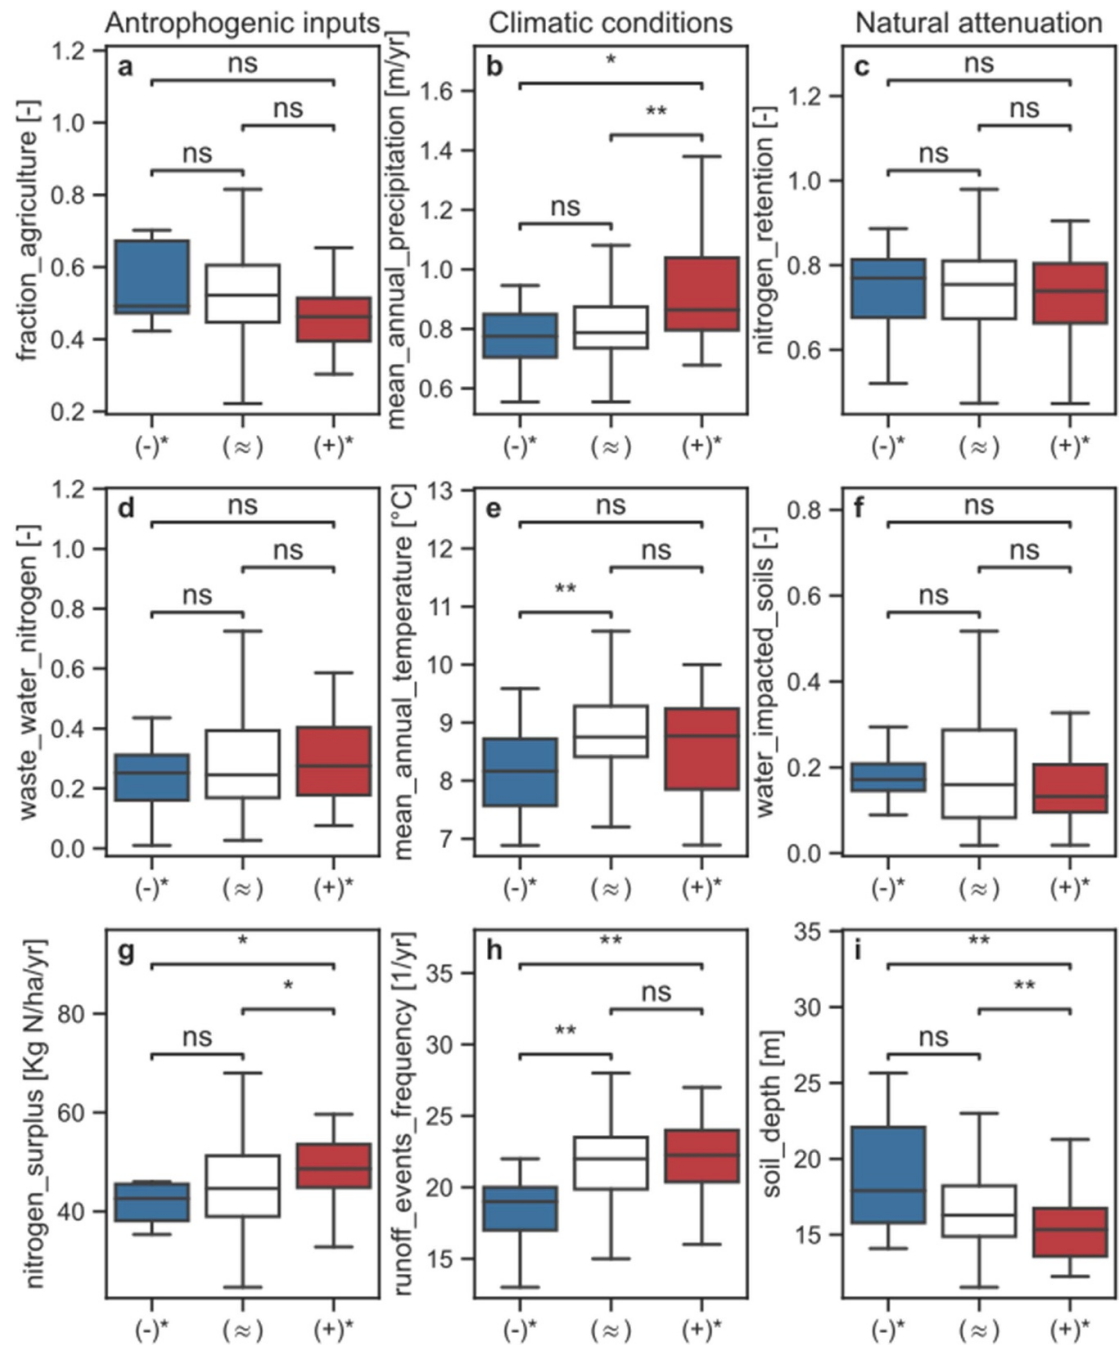 Antrophogenic inputs
Climatic conditions
Natural attenuation
a
fraction_agriculture [-]
1.2
1.0
0.8
0.6
0.4
0.2
ns
ns
ns
(-)*
(≈)
(+)*
b
mean_annual_precipitation [m/yr]
1.6
1.4
1.2
1.0
0.8
0.6
*
**
ns
(-)*
(≈)
(+)*
c
nitrogen_retention [-]
1.2
1.0
0.8
0.6
ns
ns
ns
(-)*
(≈)
(+)*
d
waste_water_nitrogen [-]
1.2
1.0
0.8
0.6
0.4
0.2
0.0
ns
ns
ns
(-)*
(≈)
(+)*
e
mean_annual_temperature [°C]
13
12
11
10
9
8
7
ns
ns
**
(-)*
(≈)
(+)*
f
water_impacted_soils [-]
0.8
0.6
0.4
0.2
0.0
ns
ns
ns
(-)*
(≈)
(+)*
g
nitrogen_surplus [Kg N/ha/yr]
80
60
40
*
*
ns
(-)*
(≈)
(+)*
h
runoff_events_frequency [1/yr]
35
30
25
20
15
**
ns
**
(-)*
(≈)
(+)*
i
soil_depth [m]
35
30
25
20
15
**
**
ns
(-)*
(≈)
(+)*